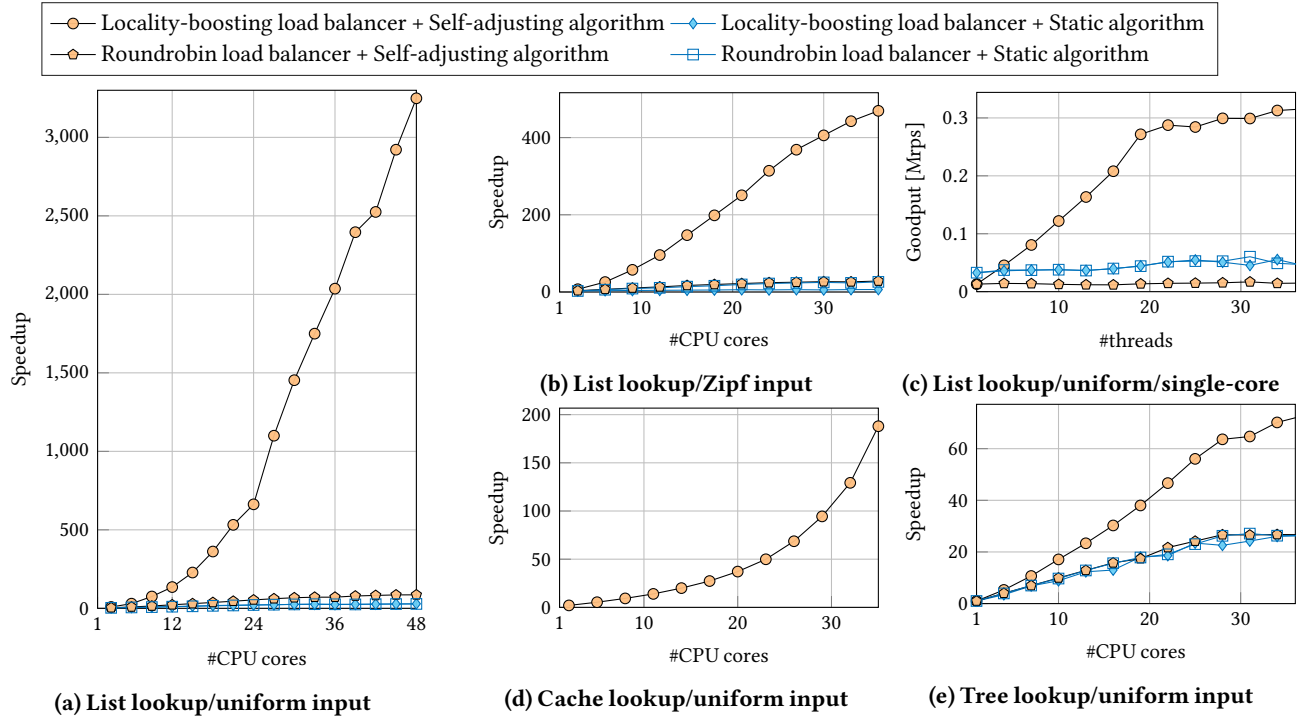 Locality-boosting load balancer + Self-adjusting algorithm
Locality-boosting load balancer + Static algorithm
Roundrobin load balancer + Self-adjusting algorithm
Roundrobin load balancer + Static algorithm
3,000
2,500
2,000
1,500
1,000
500
0
Speedup
1
12
24
36
48
#CPU cores
(a) List lookup/uniform input
400
200
0
Speedup
1
10
20
30
#CPU cores
(b) List lookup/Zipf input
0.3
0.2
0.1
0
Goodput [Mrps]
1
10
20
30
#threads
(c) List lookup/uniform/single-core
200
150
100
50
0
Speedup
1
10
20
30
#CPU cores
(d) Cache lookup/uniform input
60
40
20
0
Speedup
1
10
20
30
#CPU cores
(e) Tree lookup/uniform input